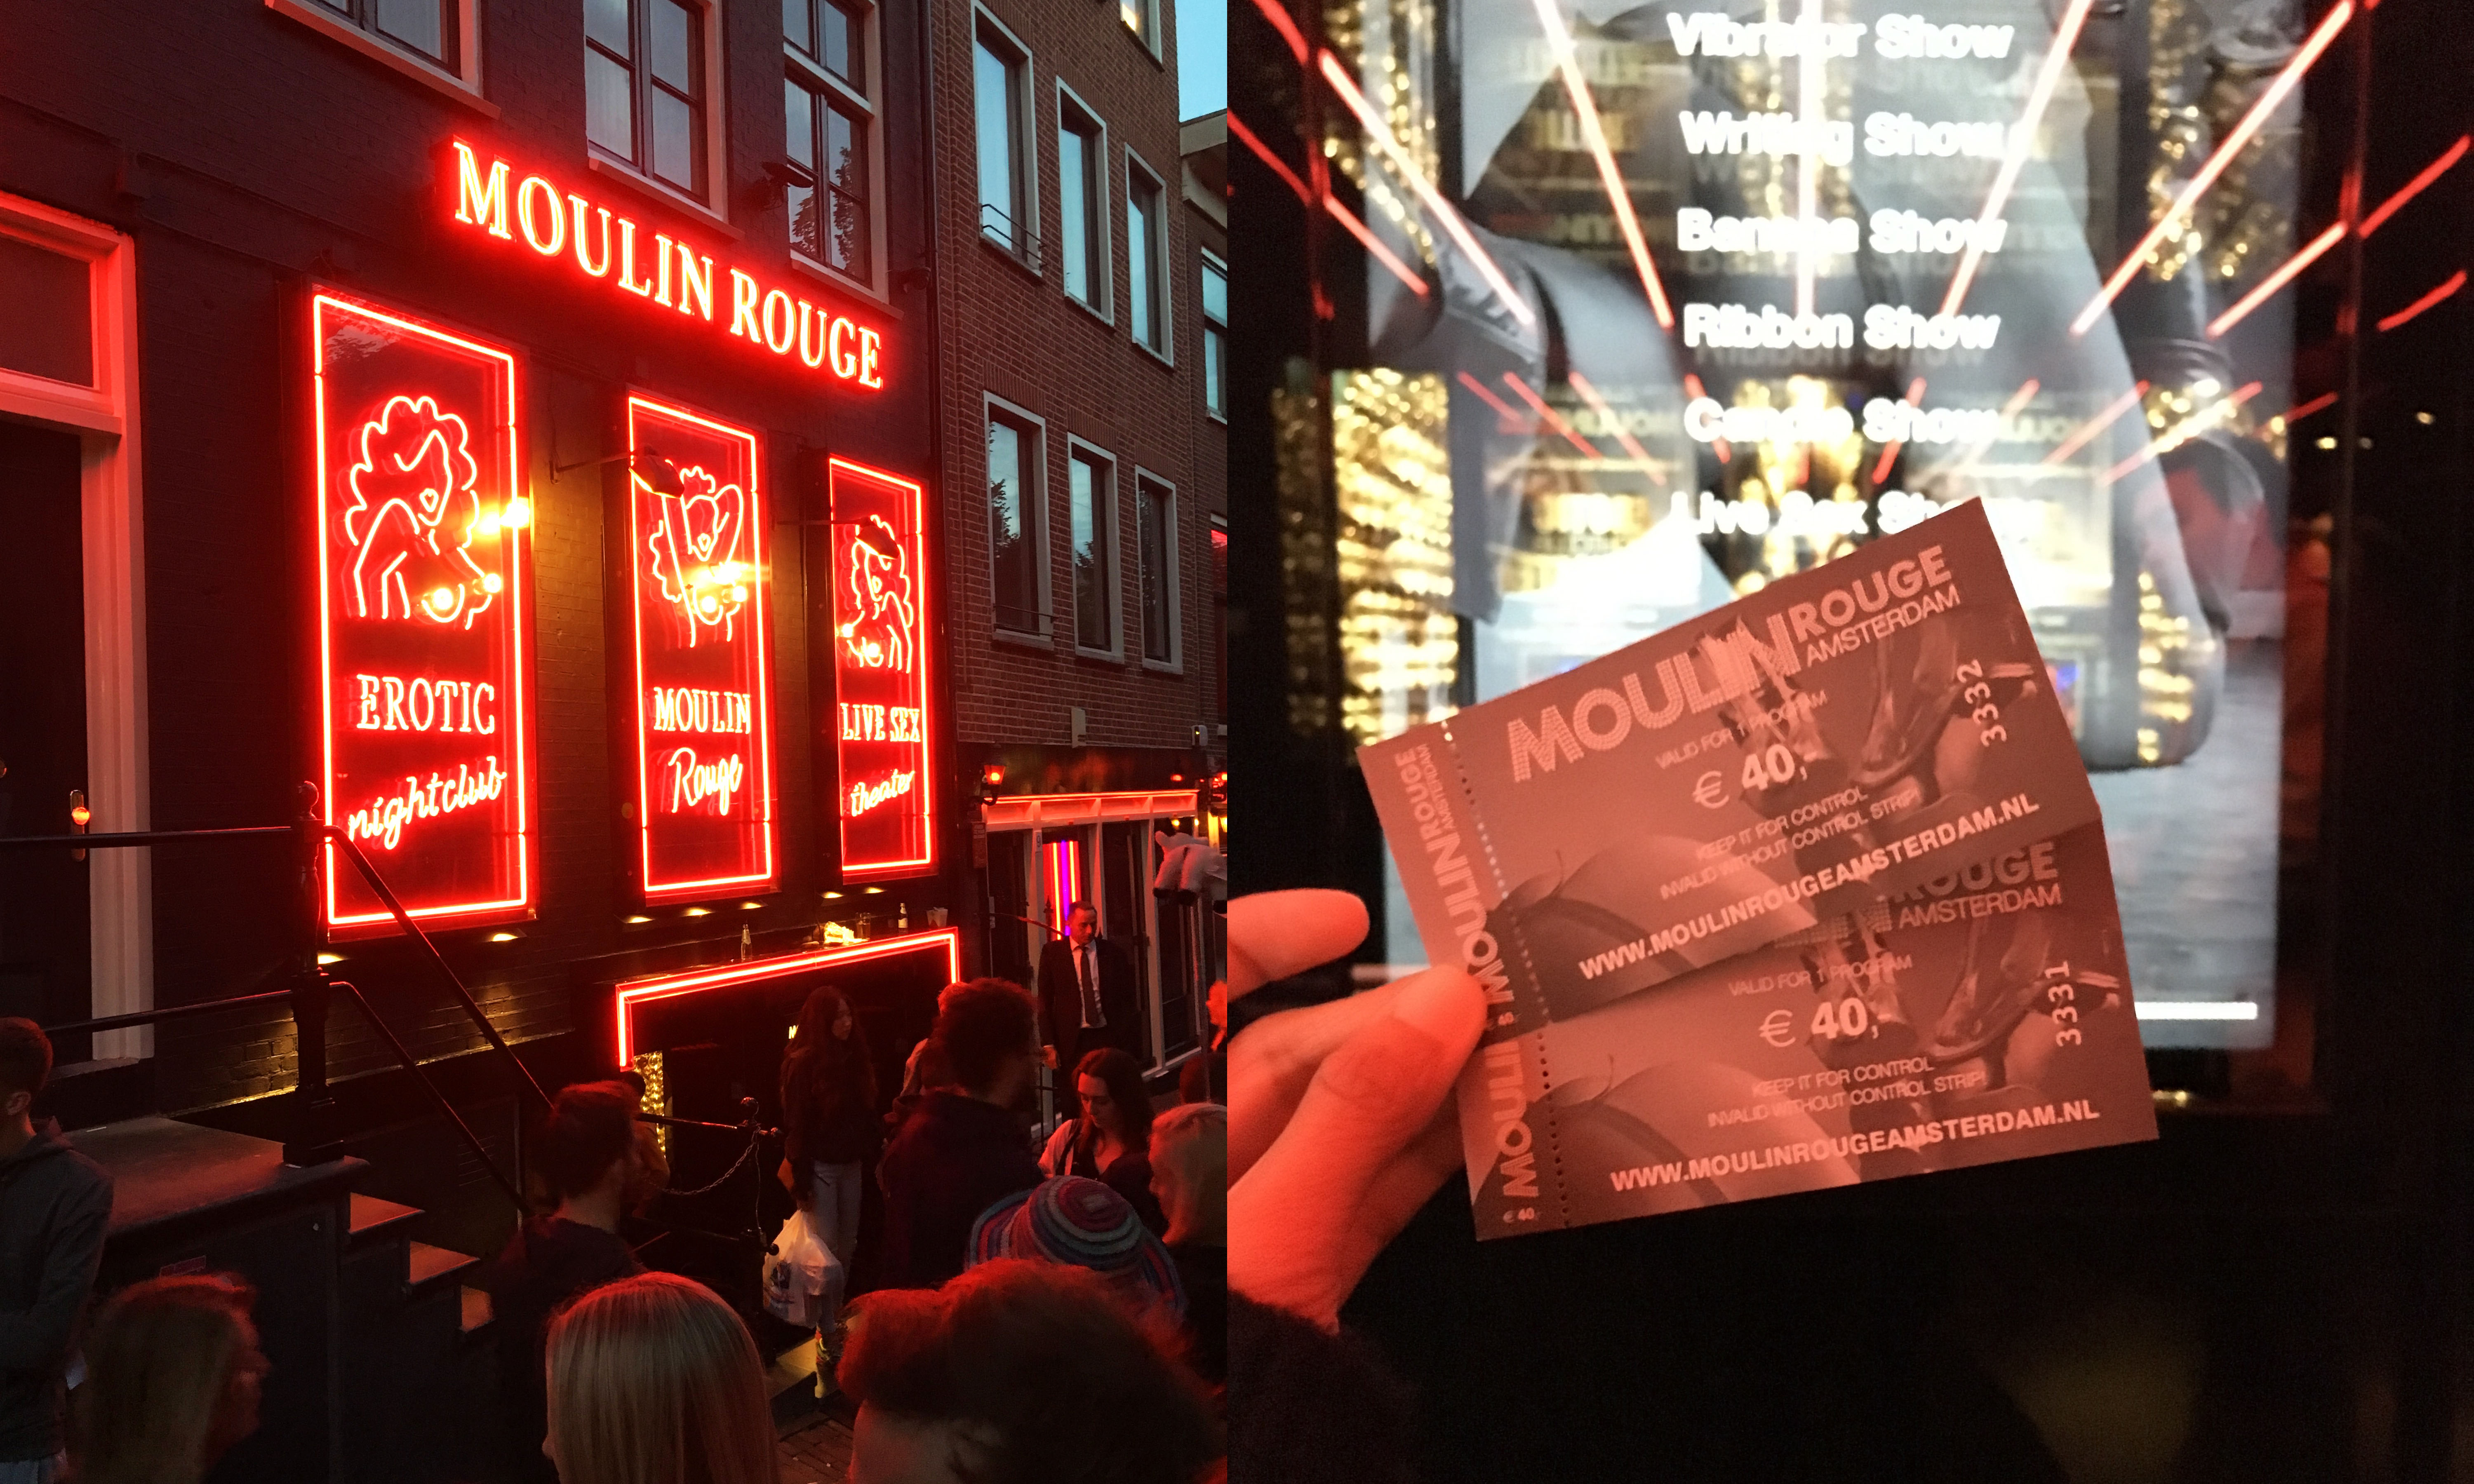 MOULIN ROUGE
EROTIC
nightclub
MOULIN
Rouge
LIVE SEX
theater
Vibrator Show
Writing Show
Banana Show
Ribbon Show
Candle Show
Live Sex Show
MOULIN ROUGE
AMSTERDAM
VALID FOR 1 PROGRAM
€ 40,-
KEEP IT FOR CONTROL
INVALID WITHOUT CONTROL STRIP!
WWW.MOULINROUGEAMSTERDAM.NL
3332
MOULINROUGE
AMSTERDAM
ROUGE
AMSTERDAM
VALID FOR 1 PROGRAM
€ 40,-
KEEP IT FOR CONTROL
INVALID WITHOUT CONTROL STRIP!
WWW.MOULINROUGEAMSTERDAM.NL
3331
MOULIN
€ 40,-